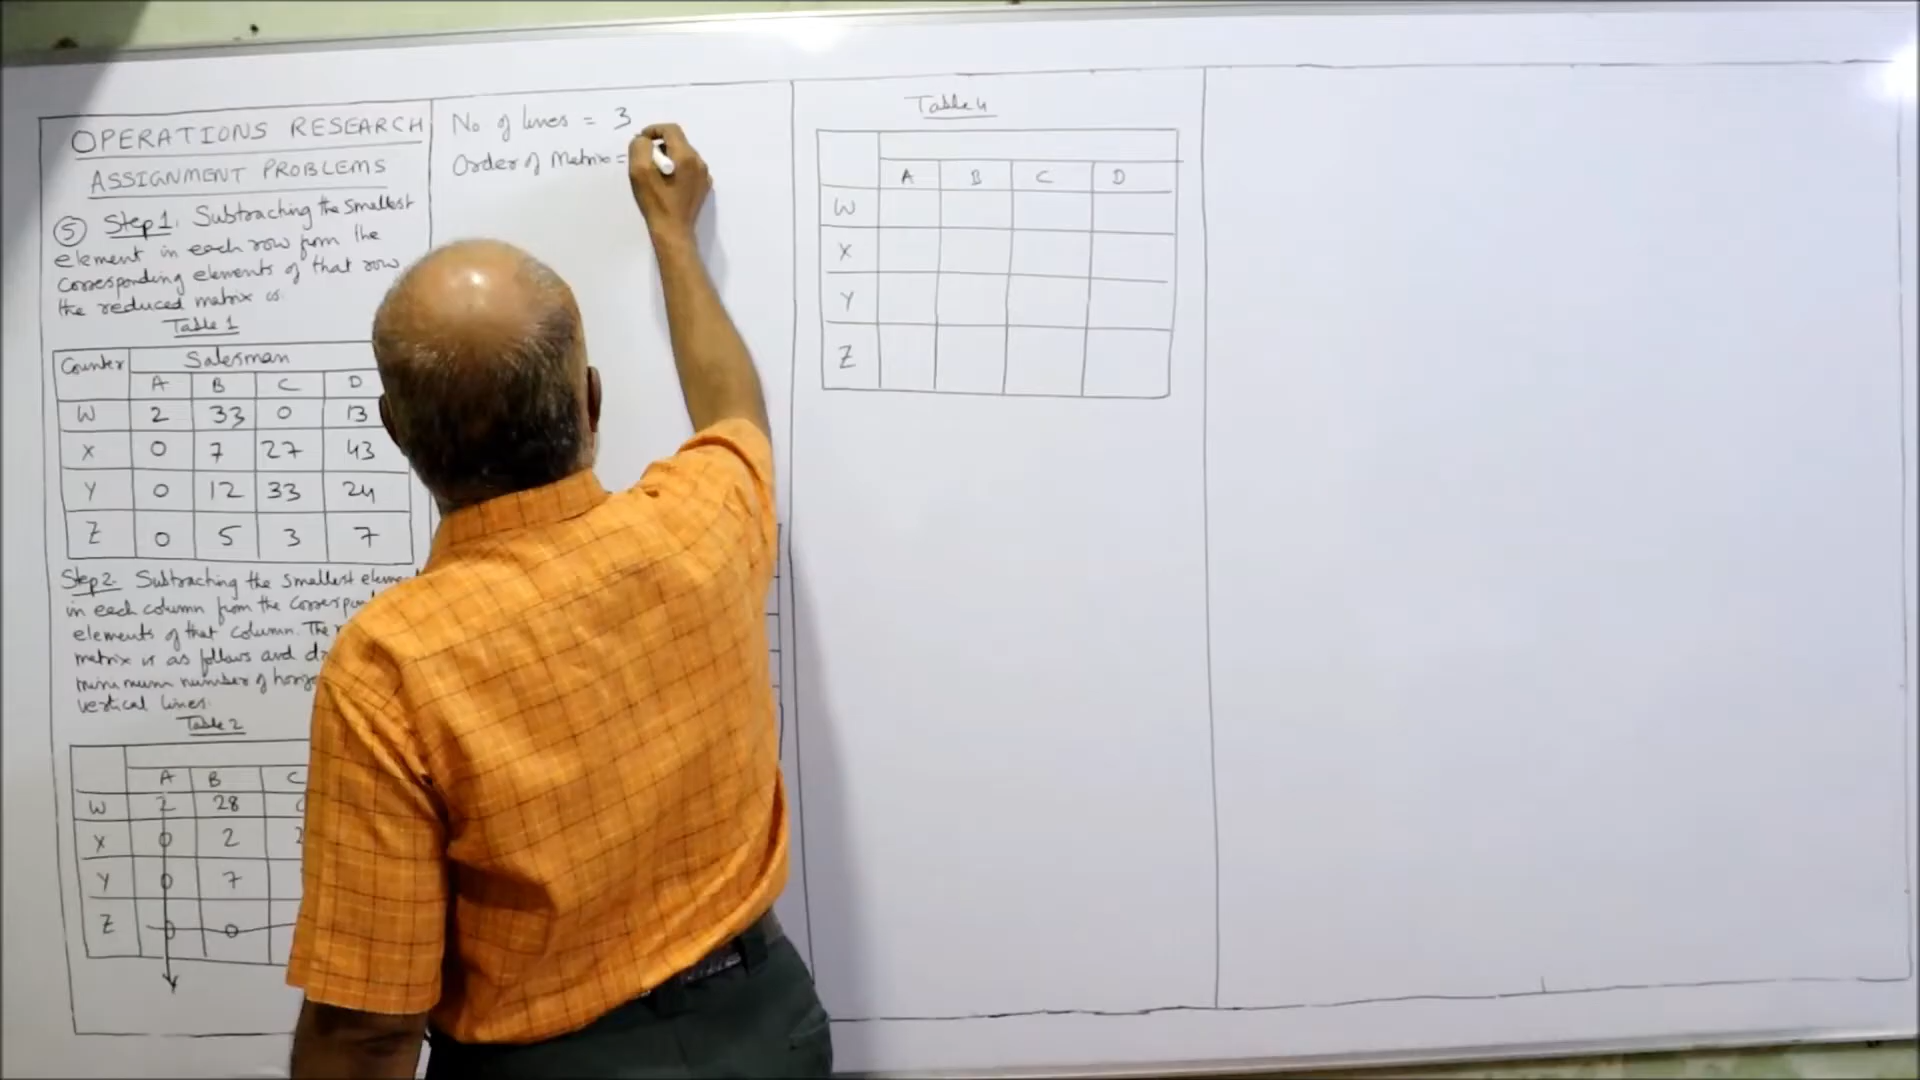 OPERATIONS RESEARCH
ASSIGNMENT PROBLEMS
5 Step 1. Subtracting the smallest
element in each row from the
corresponding elements of that row
the reduced matrix is.
Table 1
Counter Salesman
A B C D
W 2 33 0 13
X 0 7 27 43
Y 0 12 33 24
Z 0 5 3 7
Step 2. Subtracting the smallest
in each column from the
elements of that column. The
matrix is as follows and
minimum number of
vertical lines.
Table 2
A B C
W 2 28
X 0 2
Y 0 7
Z 0 0
No of lines = 3
Order of Matrix =
Table 4
A B C D
W
X
Y
Z